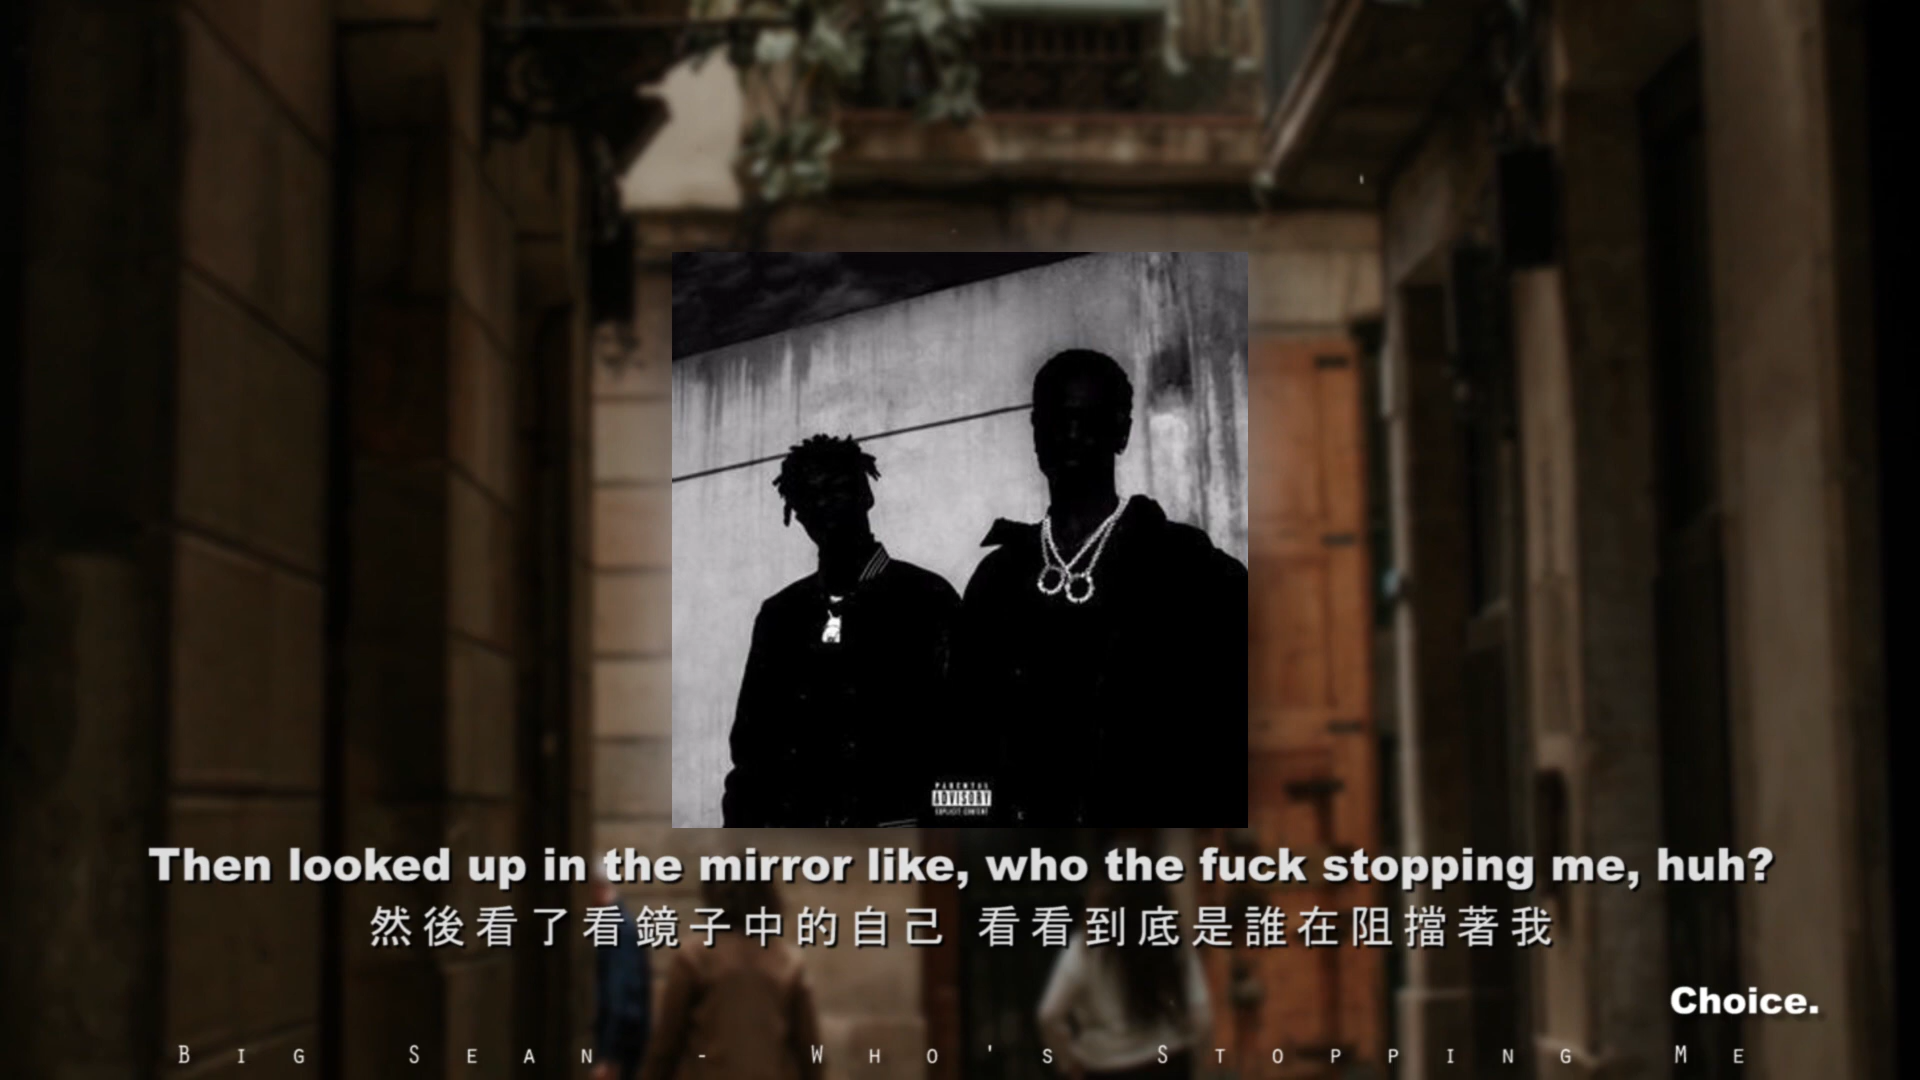 PARENTAL
ADVISORY
EXPLICIT CONTENT
Then looked up in the mirror like, who the fuck stopping me, huh?
然後看了看鏡子中的自己 看看到底是誰在阻擋著我
Choice.
Big Sean - Who's Stopping Me